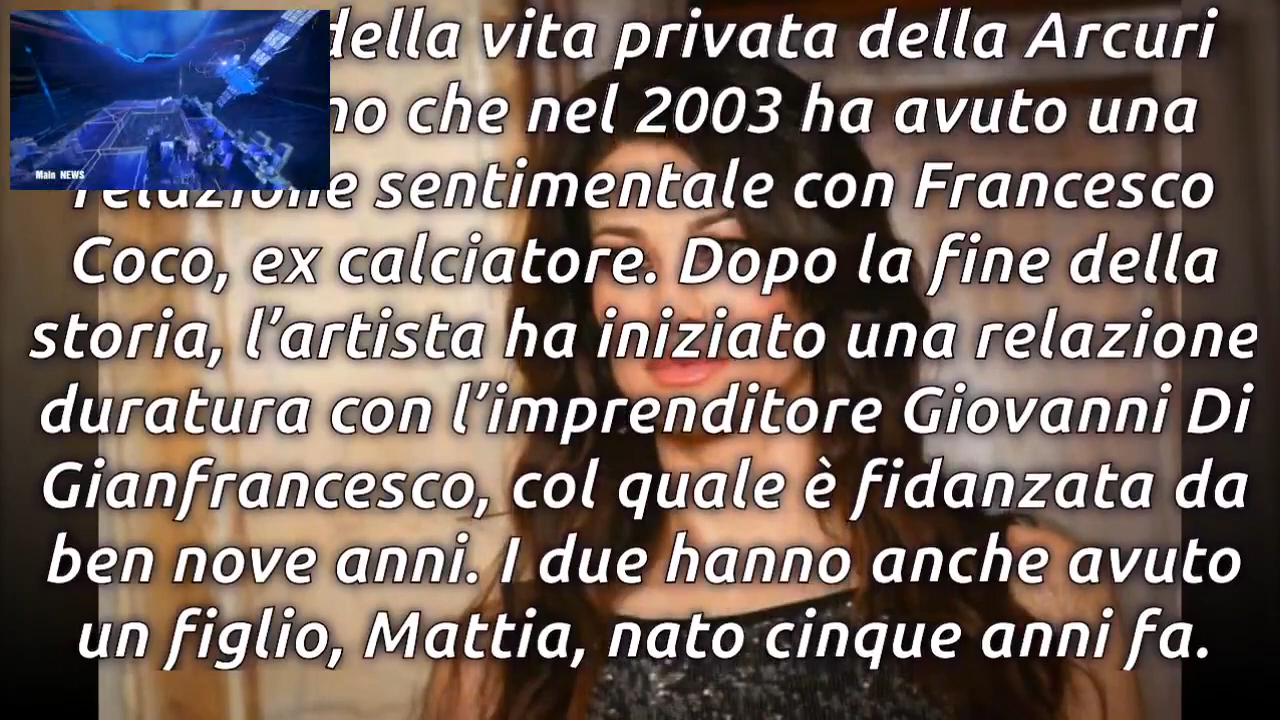 della vita privata della Arcuri
che nel 2003 ha avuto una
relazione sentimentale con Francesco
Coco, ex calciatore. Dopo la fine della
storia, l’artista ha iniziato una relazione
duratura con l’imprenditore Giovanni Di
Gianfrancesco, col quale è fidanzata da
ben nove anni. I due hanno anche avuto
un figlio, Mattia, nato cinque anni fa.
Main NEWS